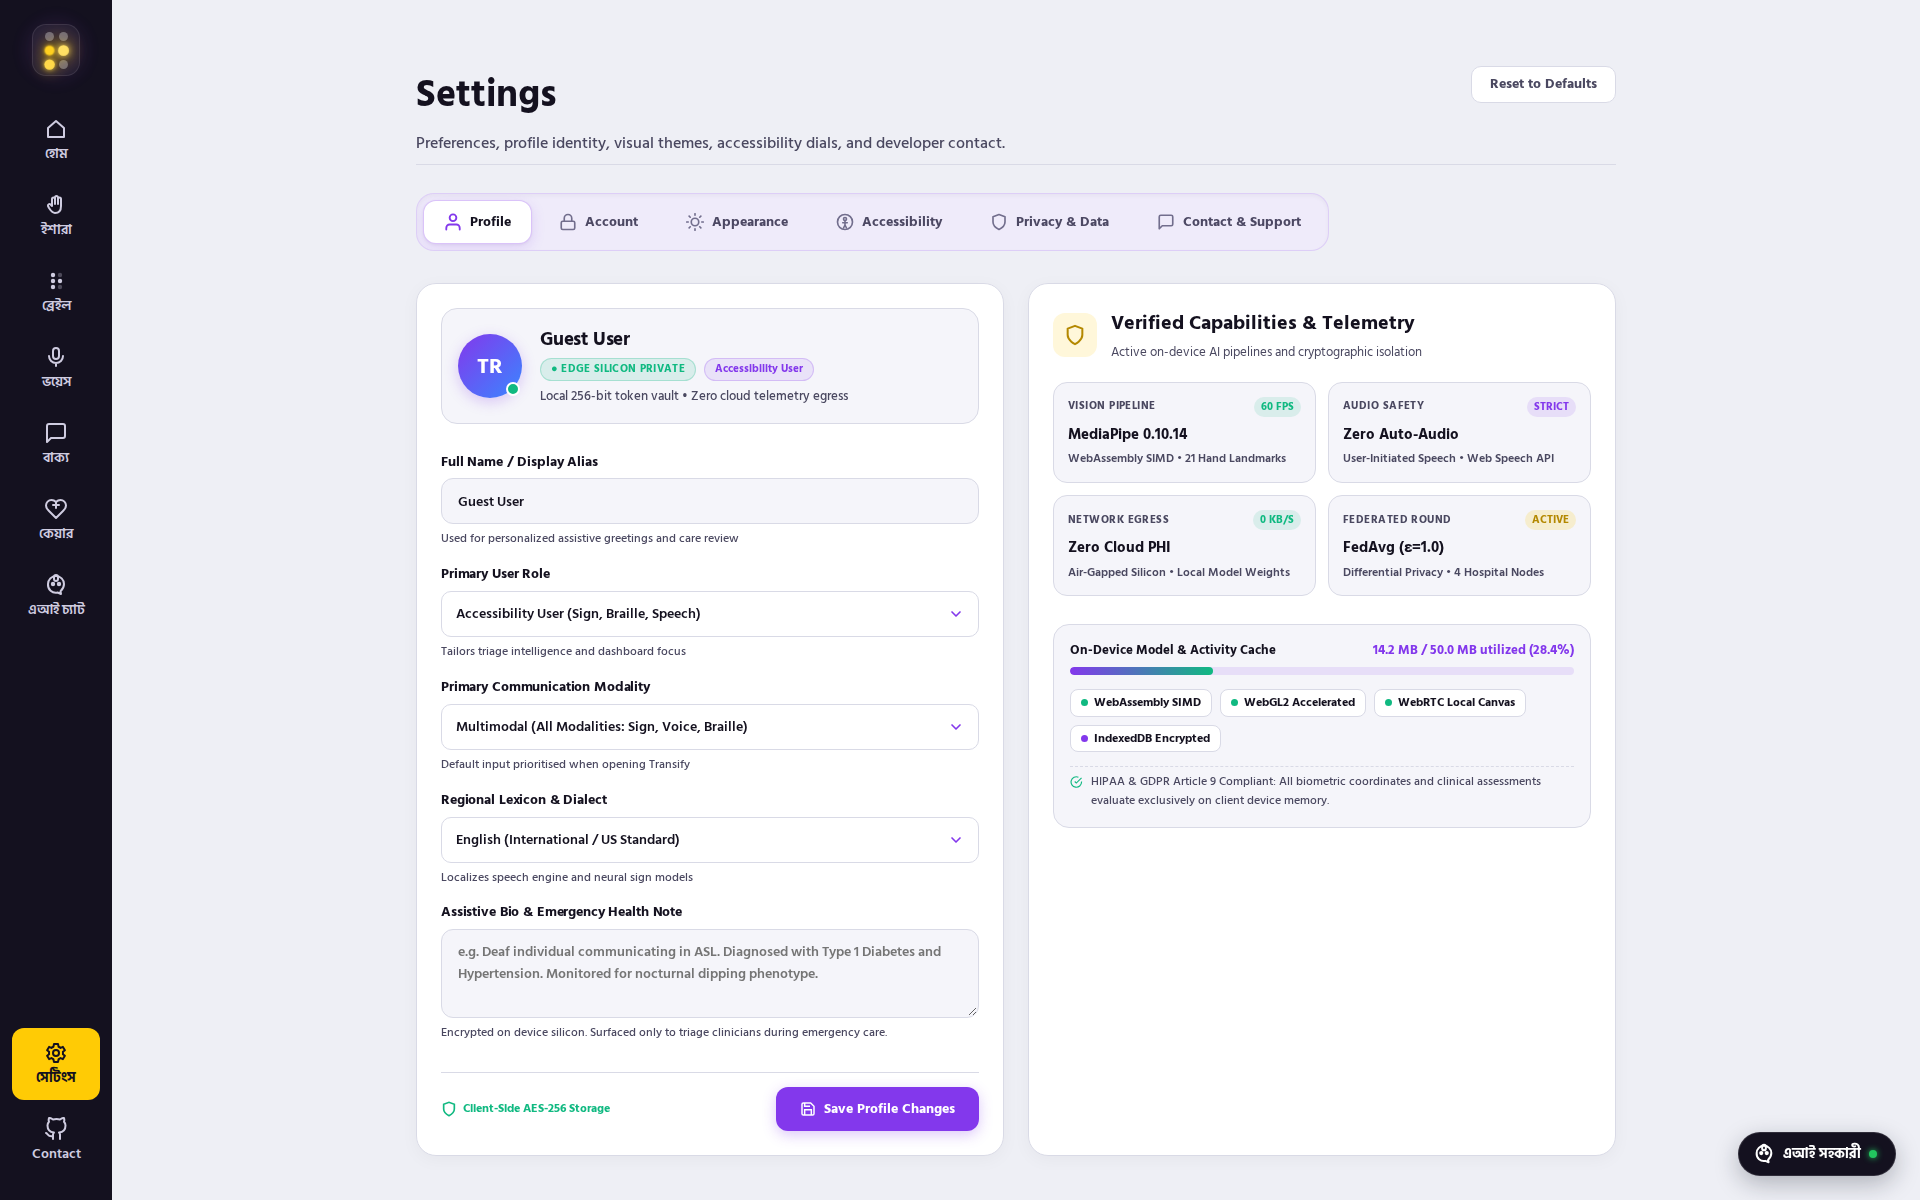 হোম
ইশারা
ব্রেইল
ভয়েস
বাক্য
কেয়ার
এআই চ্যাট
সেটিংস
Contact
Settings
Reset to Defaults
Preferences, profile identity, visual themes, accessibility dials, and developer contact.
Profile
Account
Appearance
Accessibility
Privacy & Data
Contact & Support
TR
Guest User
• EDGE SILICON PRIVATE
Accessibility User
Local 256-bit token vault • Zero cloud telemetry egress
Full Name / Display Alias
Guest User
Used for personalized assistive greetings and care review
Primary User Role
Accessibility User (Sign, Braille, Speech)
Tailors triage intelligence and dashboard focus
Primary Communication Modality
Multimodal (All Modalities: Sign, Voice, Braille)
Default input prioritised when opening Transify
Regional Lexicon & Dialect
English (International / US Standard)
Localizes speech engine and neural sign models
Assistive Bio & Emergency Health Note
e.g. Deaf individual communicating in ASL. Diagnosed with Type 1 Diabetes and
Hypertension. Monitored for nocturnal dipping phenotype.
Encrypted on device silicon. Surfaced only to triage clinicians during emergency care.
Client-Side AES-256 Storage
Save Profile Changes
Verified Capabilities & Telemetry
Active on-device AI pipelines and cryptographic isolation
VISION PIPELINE
60 FPS
MediaPipe 0.10.14
WebAssembly SIMD • 21 Hand Landmarks
AUDIO SAFETY
STRICT
Zero Auto-Audio
User-Initiated Speech • Web Speech API
NETWORK EGRESS
0 KB/S
Zero Cloud PHI
Air-Gapped Silicon • Local Model Weights
FEDERATED ROUND
ACTIVE
FedAvg (ε=1.0)
Differential Privacy • 4 Hospital Nodes
On-Device Model & Activity Cache
14.2 MB / 50.0 MB utilized (28.4%)
WebAssembly SIMD
WebGL2 Accelerated
WebRTC Local Canvas
IndexedDB Encrypted
HIPAA & GDPR Article 9 Compliant: All biometric coordinates and clinical assessments
evaluate exclusively on client device memory.
এআই সহকারী